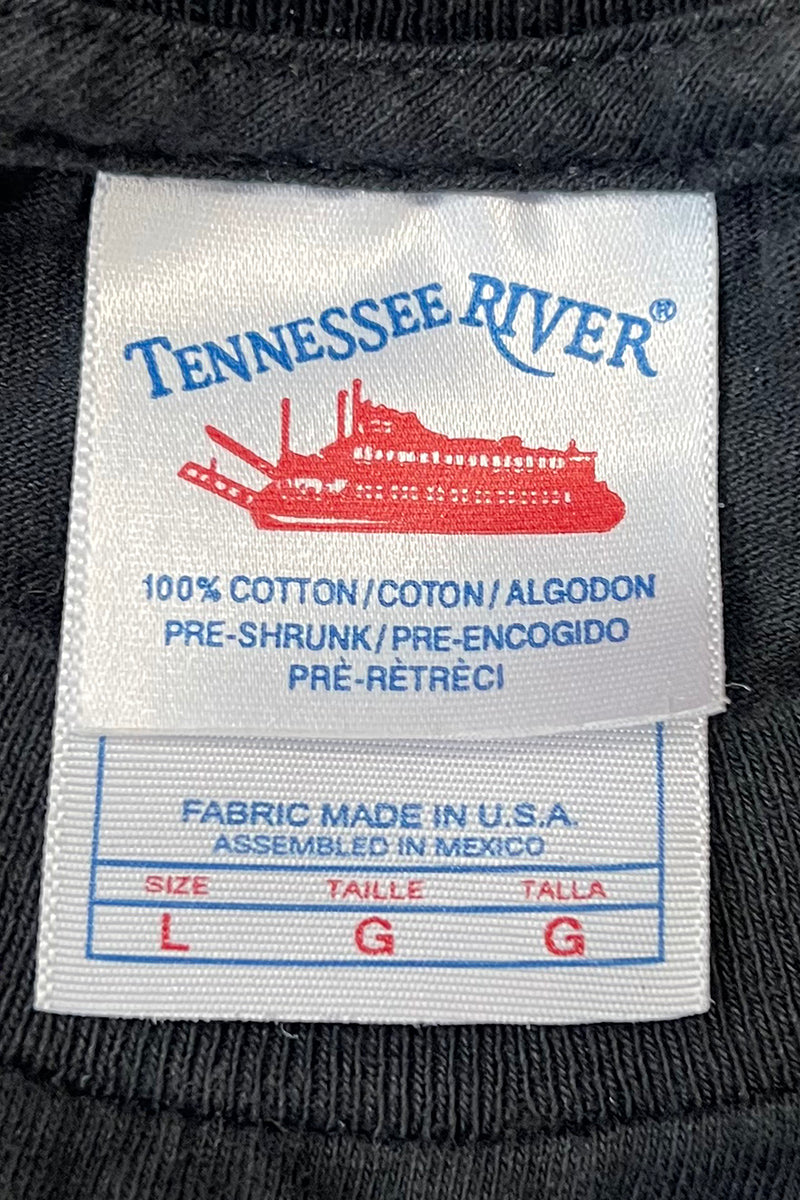 TENNESSEE RIVER®
100% COTTON/COTON/ALGODON
PRE-SHRUNK/PRE-ENCOGIDO
PRÈ-RÈTRÈCI
FABRIC MADE IN U.S.A.
ASSEMBLED IN MEXICO
SIZE TAILLE TALLA
L G G